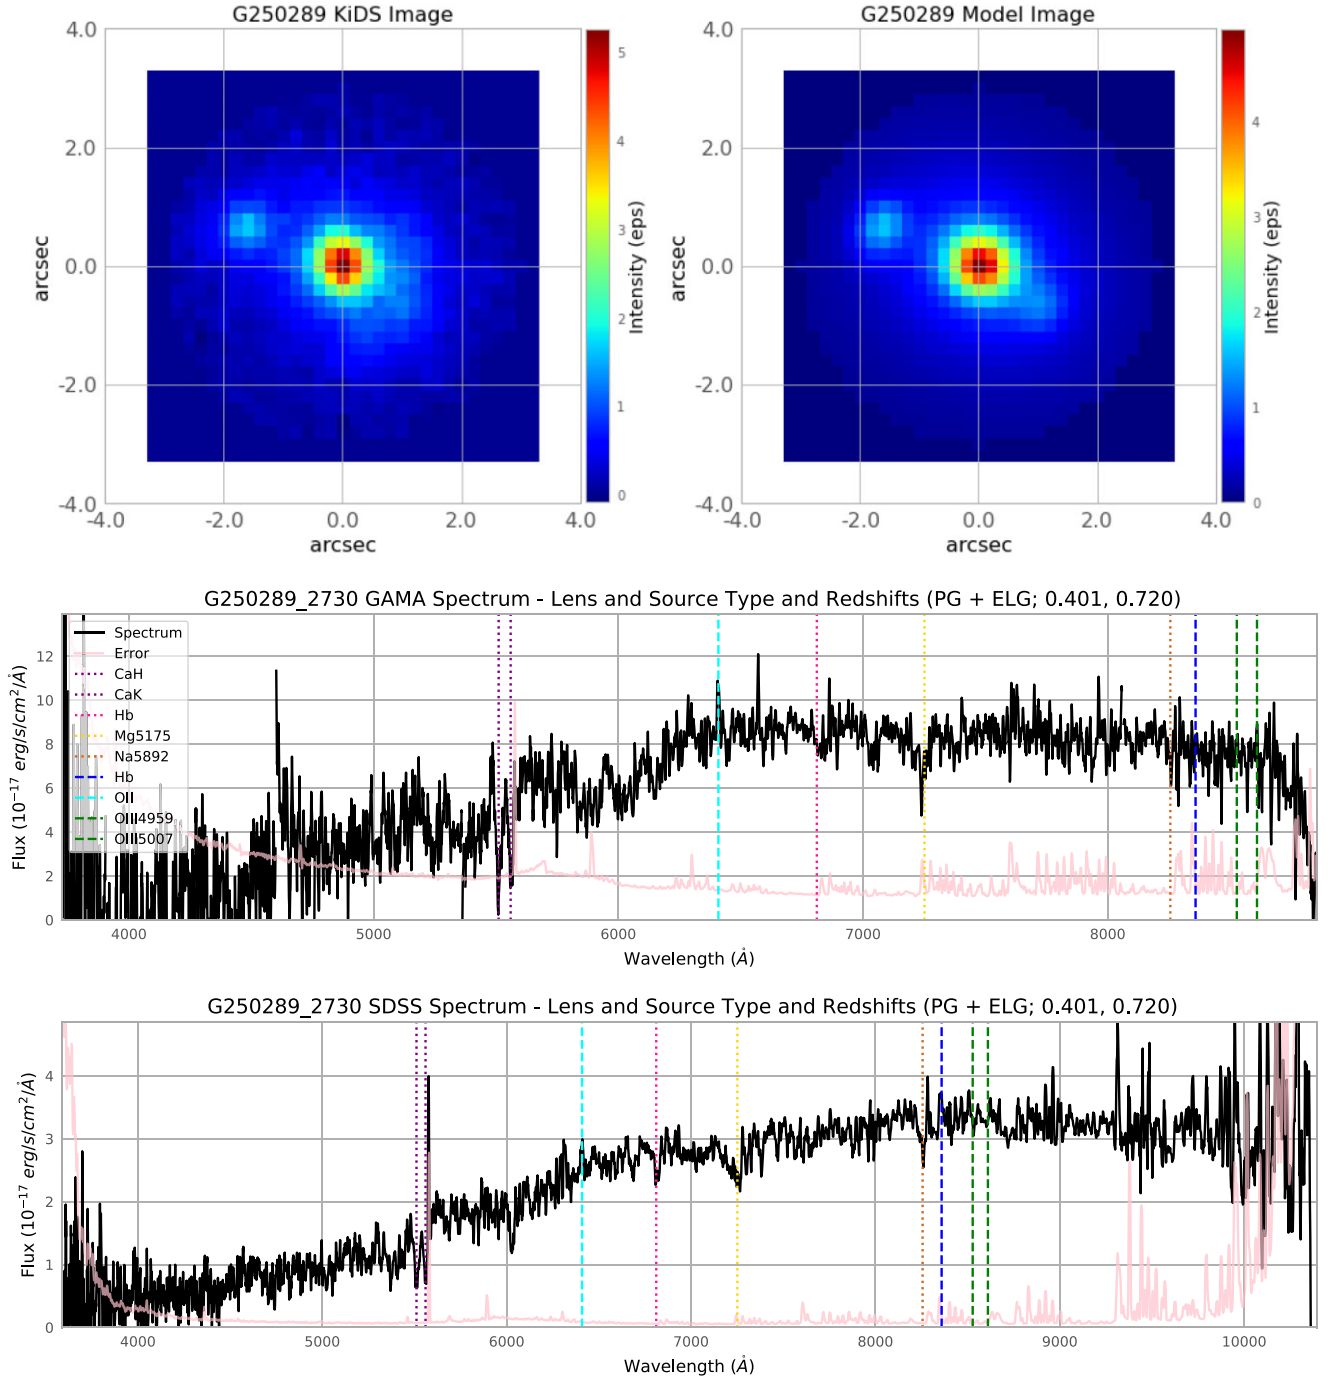 G250289 KiDS Image
4.0
2.0
0.0
-2.0
-4.0
arcsec
-4.0 -2.0 0.0 2.0 4.0
arcsec
5
4
3
2
1
0
Intensity (eps)
G250289 Model Image
4.0
2.0
0.0
-2.0
-4.0
arcsec
-4.0 -2.0 0.0 2.0 4.0
arcsec
4
3
2
1
0
Intensity (eps)
G250289_2730 GAMA Spectrum - Lens and Source Type and Redshifts (PG + ELG; 0.401, 0.720)
Spectrum
Error
CaH
CaK
Hb
Mg5175
Na5892
Hb
OII
OIII4959
OIII5007
12
10
8
6
4
2
0
Flux (10⁻¹⁷ erg/s/cm²/Å)
4000 5000 6000 7000 8000
Wavelength (Å)
G250289_2730 SDSS Spectrum - Lens and Source Type and Redshifts (PG + ELG; 0.401, 0.720)
4
3
2
1
0
Flux (10⁻¹⁷ erg/s/cm²/Å)
4000 5000 6000 7000 8000 9000 10000
Wavelength (Å)